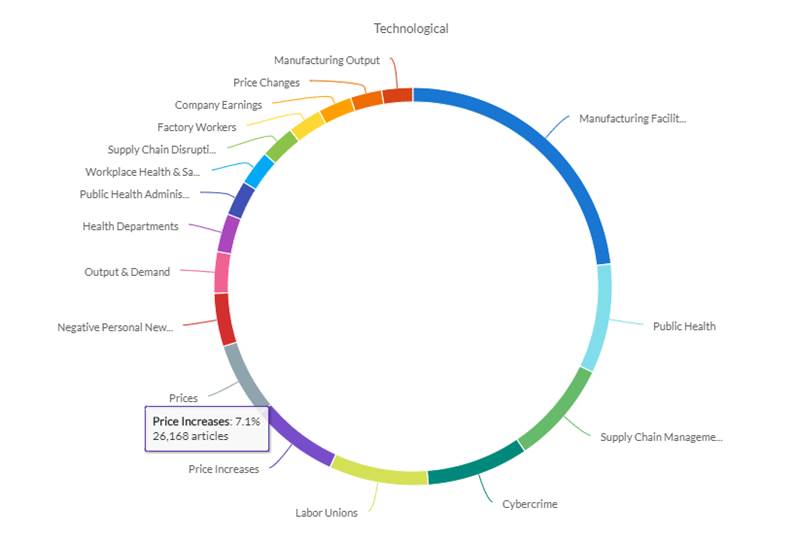 Technological
Manufacturing Output
Price Changes
Company Earnings
Factory Workers
Supply Chain Disrupti...
Workplace Health & Sa...
Public Health Adminis...
Health Departments
Output & Demand
Negative Personal New...
Prices
Price Increases: 7.1%
26,168 articles
Price Increases
Labor Unions
Cybercrime
Supply Chain Manageme...
Public Health
Manufacturing Facilit...